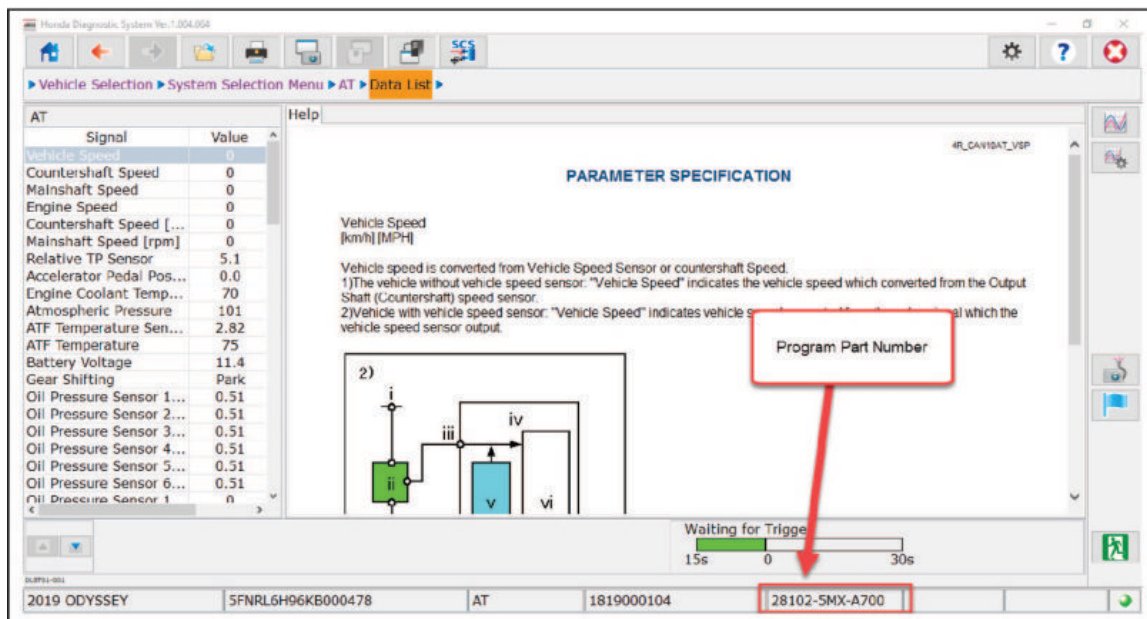 Honda Diagnostic System Ver.1.004.004
SCS
?
Vehicle Selection ▶ System Selection Menu ▶ AT ▶ Data List
AT
Signal Value
Vehicle Speed 0
Countershaft Speed 0
Mainshaft Speed 0
Engine Speed 0
Countershaft Speed [... 0
Mainshaft Speed [rpm] 0
Relative TP Sensor 5.1
Accelerator Pedal Pos... 0.0
Engine Coolant Temp... 70
Atmospheric Pressure 101
ATF Temperature Sen... 2.82
ATF Temperature 75
Battery Voltage 11.4
Gear Shifting Park
Oil Pressure Sensor 1... 0.51
Oil Pressure Sensor 2... 0.51
Oil Pressure Sensor 3... 0.51
Oil Pressure Sensor 4... 0.51
Oil Pressure Sensor 5... 0.51
Oil Pressure Sensor 6... 0.51
Oil Pressure Sensor 1 0
Help
4R_CAN10AT_VSP
PARAMETER SPECIFICATION
Vehicle Speed
[km/h] [MPH]
Vehicle speed is converted from Vehicle Speed Sensor or countershaft Speed.
1)The vehicle without vehicle speed sensor: "Vehicle Speed" indicates the vehicle speed which converted from the Output
Shaft (Countershaft) speed sensor.
2)Vehicle with vehicle speed sensor: "Vehicle Speed" indicates vehicle which the
vehicle speed sensor output.
Program Part Number
2)
i
ii
iii
iv
v
vi
Waiting for Trigge
15s 0 30s
2019 ODYSSEY 5FNRL6H96KB000478 AT 1819000104 28102-5MX-A700